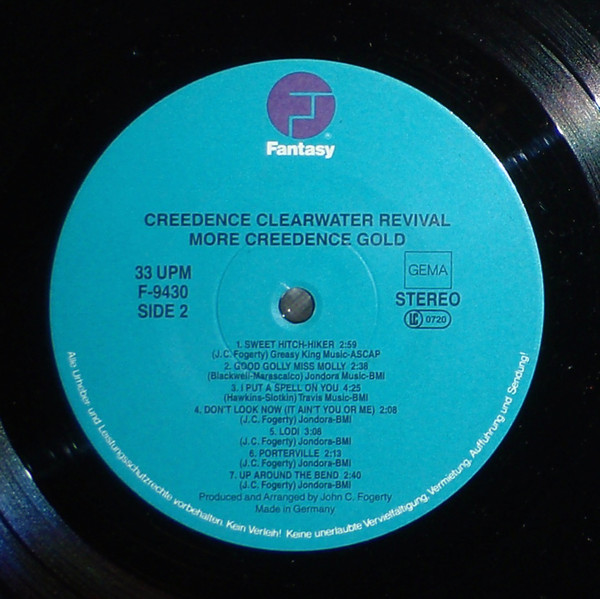 Fantasy
CREEDENCE CLEARWATER REVIVAL
MORE CREEDENCE GOLD
33 UPM
F-9430
SIDE 2
GEMA
STEREO
LC 0720
1. SWEET HITCH-HIKER 2:59
(J.C. Fogerty) Greasy King Music-ASCAP
2. GOOD GOLLY MISS MOLLY 2:38
(Blackwell-Marascalco) Jondora Music-BMI
3. I PUT A SPELL ON YOU 4:25
(Hawkins-Slotkin) Travis Music-BMI
4. DON'T LOOK NOW (IT AIN'T YOU OR ME) 2:08
(J.C. Fogerty) Jondora-BMI
5. LODI 3:08
(J.C. Fogerty) Jondora-BMI
6. PORTERVILLE 2:13
(J.C. Fogerty) Jondora-BMI
7. UP AROUND THE BEND 2:40
(J.C. Fogerty) Jondora-BMI
Produced and Arranged by John C. Fogerty
Made in Germany
Alle Urheber und Leistungsschutzrechte vorbehalten. Kein Verleih! Keine unerlaubte Vervielfältigung, Vermietung, Aufführung und Sendung!